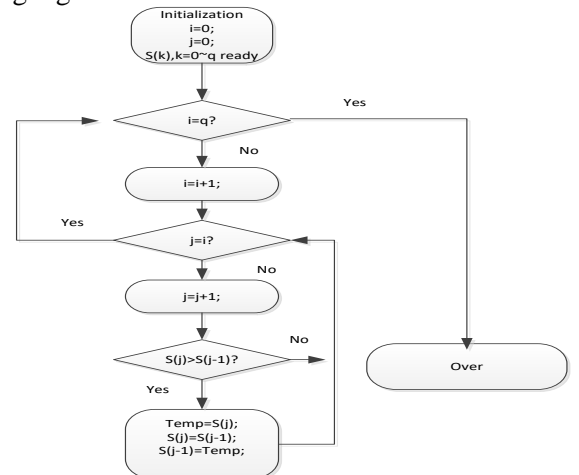 Initialization
i=0;
j=0;
S(k),k=0~q ready
Yes
i=q?
No
i=i+1;
Yes
j=i?
No
j=j+1;
No
S(j)>S(j-1)?
Over
Yes
Temp=S(j);
S(j)=S(j-1);
S(j-1)=Temp;